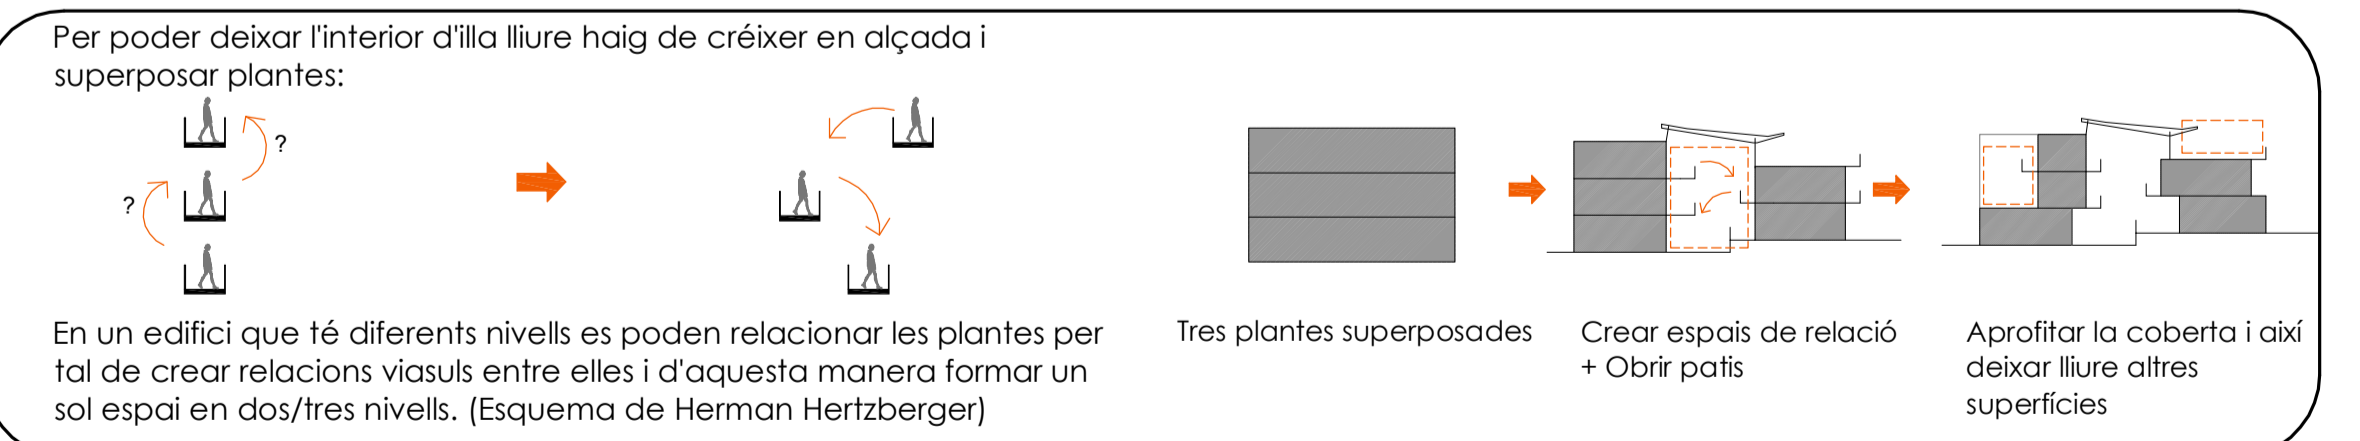 Per poder deixar l'interior d'illa lliure haig de créixer en alçada i
superposar plantes:
?
?
En un edifici que té diferents nivells es poden relacionar les plantes per
tal de crear relacions viasuls entre elles i d'aquesta manera formar un
sol espai en dos/tres nivells. (Esquema de Herman Hertzberger)
Tres plantes superposades
Crear espais de relació
+ Obrir patis
Aprofitar la coberta i així
deixar lliure altres
superfícies